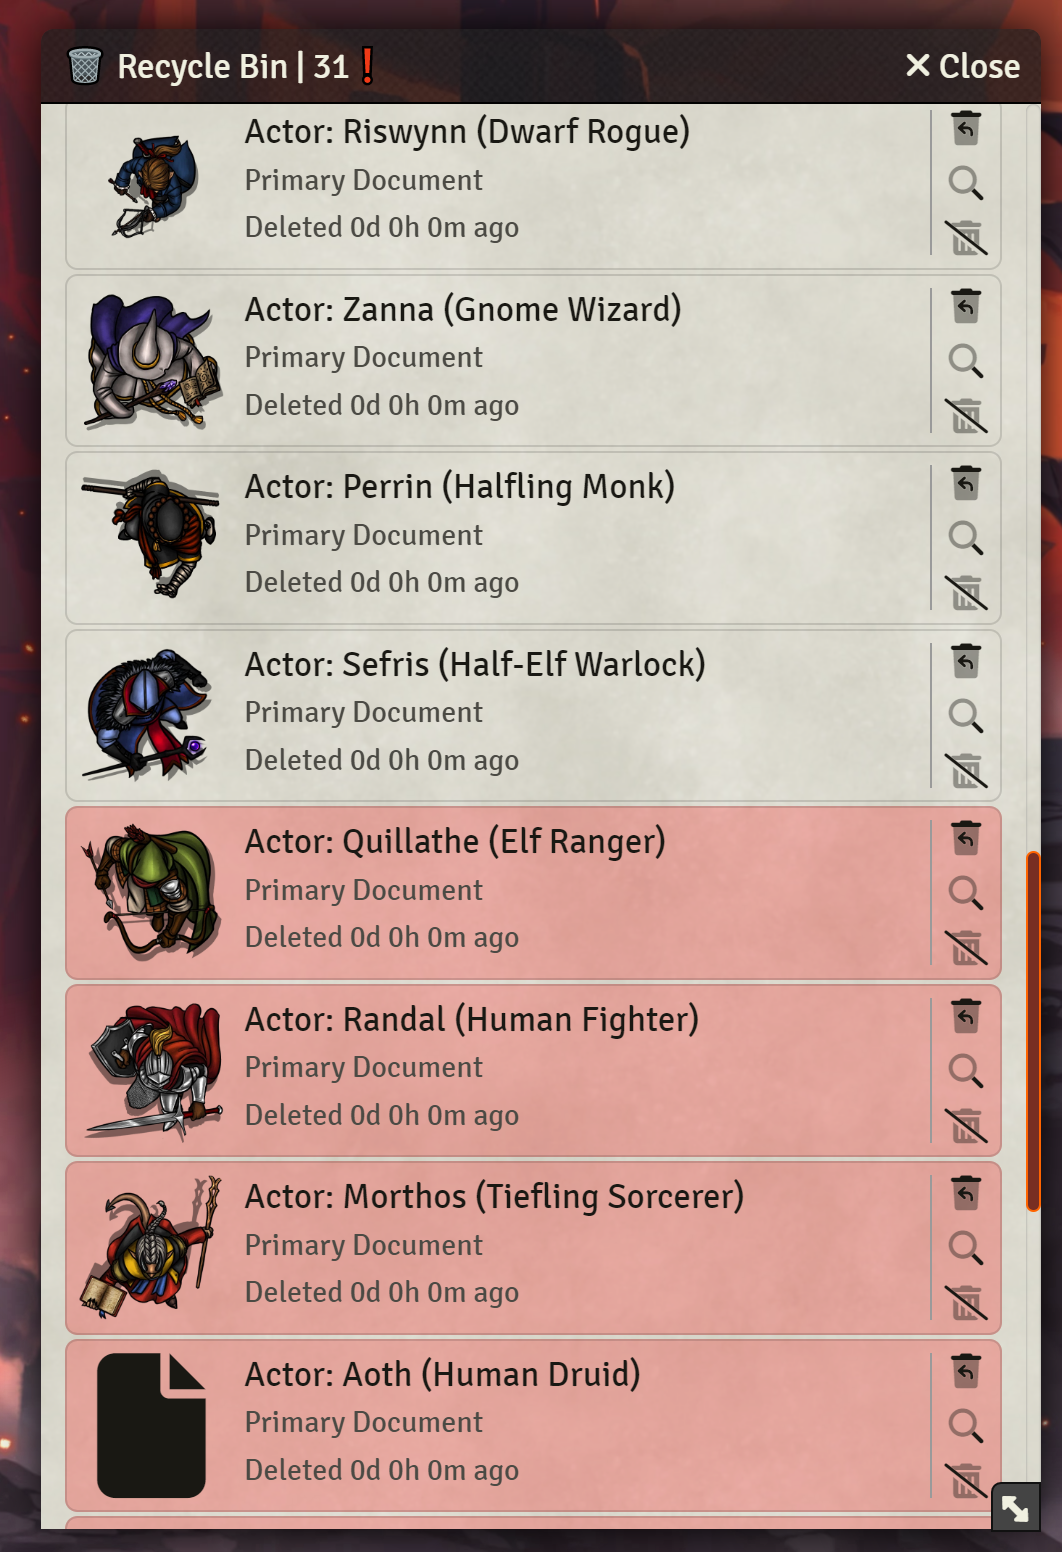 Recycle Bin | 31❗
Close
Actor: Riswynn (Dwarf Rogue)
Primary Document
Deleted 0d 0h 0m ago
Actor: Zanna (Gnome Wizard)
Primary Document
Deleted 0d 0h 0m ago
Actor: Perrin (Halfling Monk)
Primary Document
Deleted 0d 0h 0m ago
Actor: Sefris (Half-Elf Warlock)
Primary Document
Deleted 0d 0h 0m ago
Actor: Quillathe (Elf Ranger)
Primary Document
Deleted 0d 0h 0m ago
Actor: Randal (Human Fighter)
Primary Document
Deleted 0d 0h 0m ago
Actor: Morthos (Tiefling Sorcerer)
Primary Document
Deleted 0d 0h 0m ago
Actor: Aoth (Human Druid)
Primary Document
Deleted 0d 0h 0m ago